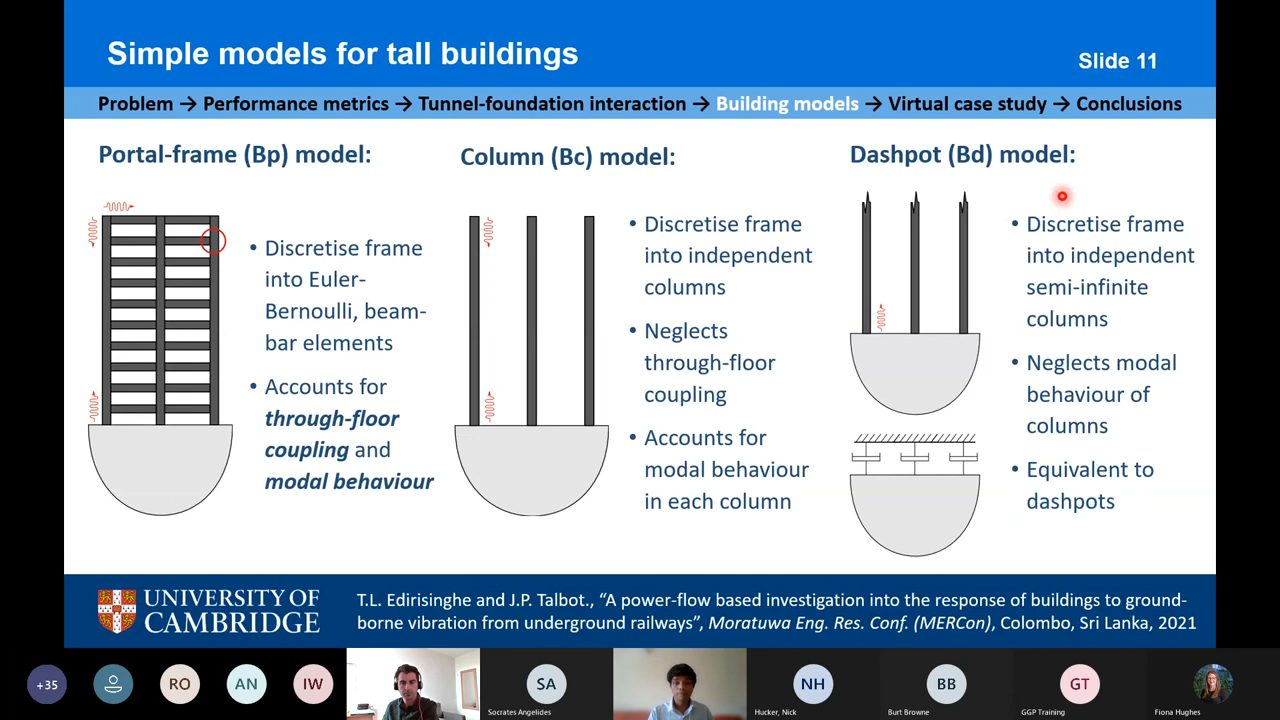 Simple models for tall buildings
Slide 11
Problem → Performance metrics → Tunnel-foundation interaction → Building models → Virtual case study → Conclusions
Portal-frame (Bp) model:
• Discretise frame
into Euler-
Bernoulli, beam-
bar elements
• Accounts for
through-floor
coupling and
modal behaviour
Column (Bc) model:
• Discretise frame
into independent
columns
• Neglects
through-floor
coupling
• Accounts for
modal behaviour
in each column
Dashpot (Bd) model:
• Discretise frame
into independent
semi-infinite
columns
• Neglects modal
behaviour of
columns
• Equivalent to
dashpots
UNIVERSITY OF
CAMBRIDGE
T.L. Edirisinghe and J.P. Talbot., “A power-flow based investigation into the response of buildings to ground-
borne vibration from underground railways”, Moratuwa Eng. Res. Conf. (MERCon), Colombo, Sri Lanka, 2021
+35
RO
AN
IW
SA
Socrates Angelides
NH
Hucker, Nick
BB
Burt Browne
GT
GGP Training
Fiona Hughes